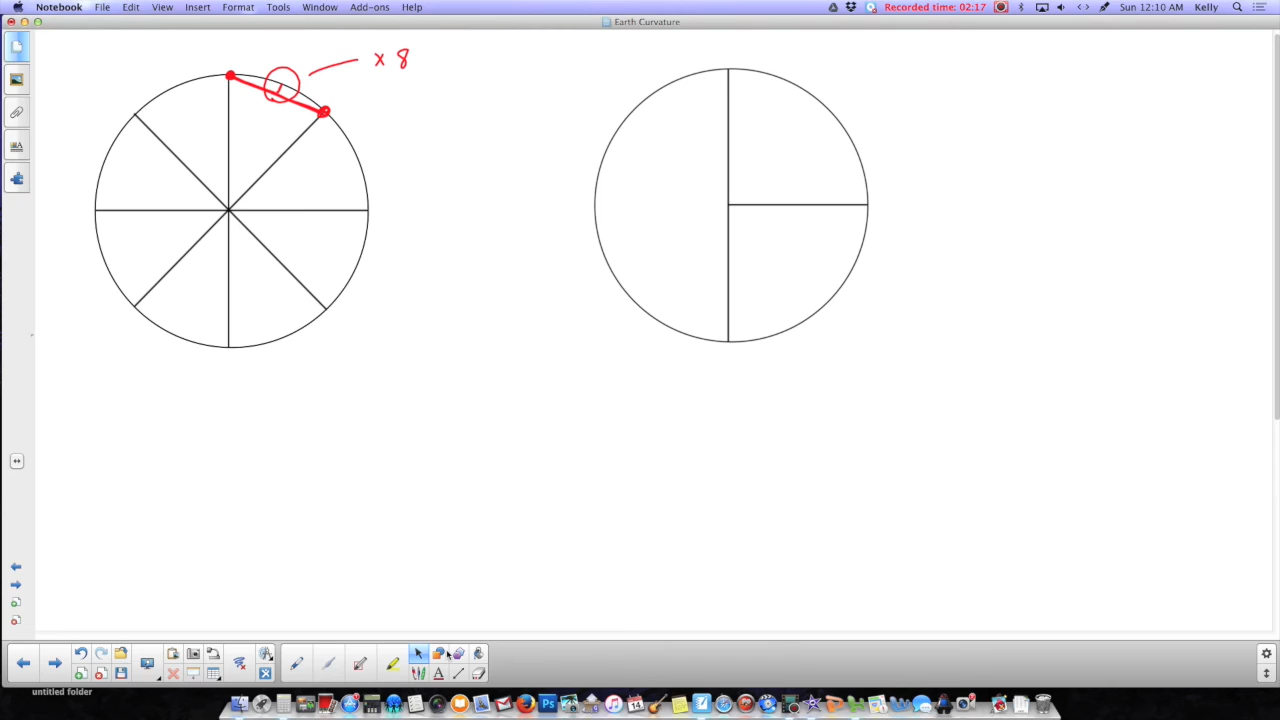 Notebook File Edit View Insert Format Tools Window Add-ons Help Recorded time: 02:17 Sun 12:10 AM Kelly
Earth Curvature
x 8
untitled folder